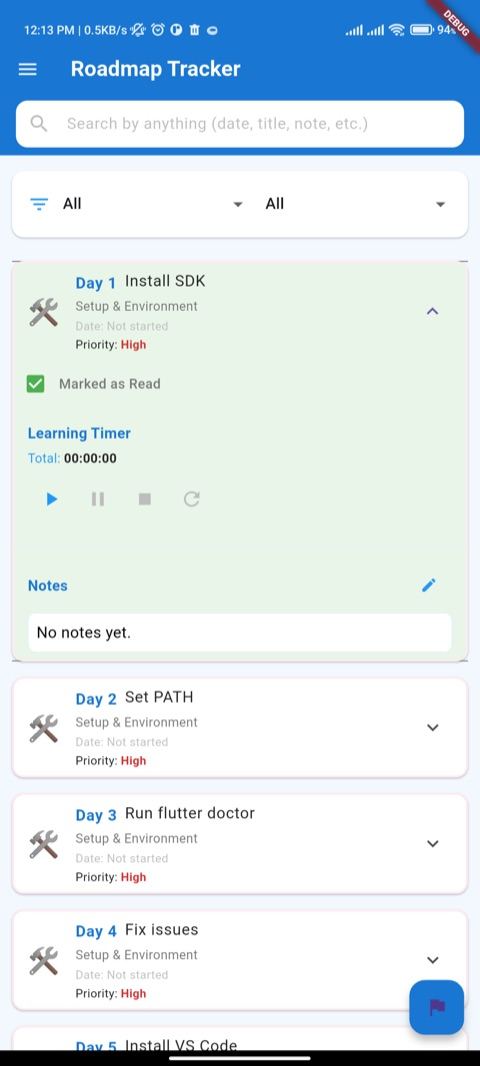 12:13 PM | 0.5KB/s
94
DEBUG
Roadmap Tracker
Search by anything (date, title, note, etc.)
All
All
Day 1 Install SDK
Setup & Environment
Date: Not started
Priority: High
Marked as Read
Learning Timer
Total: 00:00:00
Notes
No notes yet.
Day 2 Set PATH
Setup & Environment
Date: Not started
Priority: High
Day 3 Run flutter doctor
Setup & Environment
Date: Not started
Priority: High
Day 4 Fix issues
Setup & Environment
Date: Not started
Priority: High
Day 5 Install VS Code